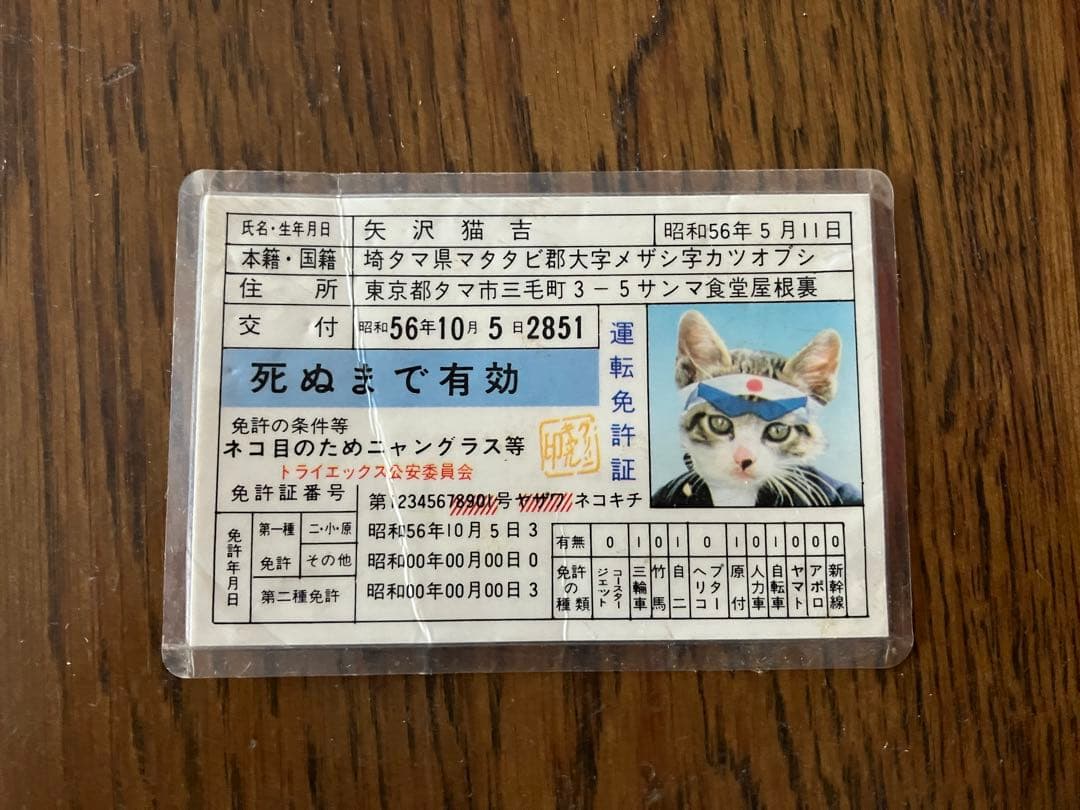 氏名・生年月日 矢沢猫吉 昭和56年5月11日
本籍・国籍 埼タマ県マタタビ郡大字メザシ字カツオブシ
住所 東京都タマ市三毛町3-5サンマ食堂屋根裏
交付 昭和56年10月5日2851
死ぬまで有効
運転免許証
免許の条件等
ネコ目のためニャングラス等
トライエックス公安委員会
免許証番号 第12345678901号ヤザワネコキチ
免許年月日
第一種免許 二・小・原 昭和56年10月5日3
その他 昭和00年00月00日0
第二種免許 昭和00年00月00日3
有無 0 1 0 1 0 1 0 1 0 0 0
免許の種類 ジェットコースター 三輪車 竹馬 自二 ヘリコプター 原付 人力車 自転車 ヤマト アポロ 新幹線